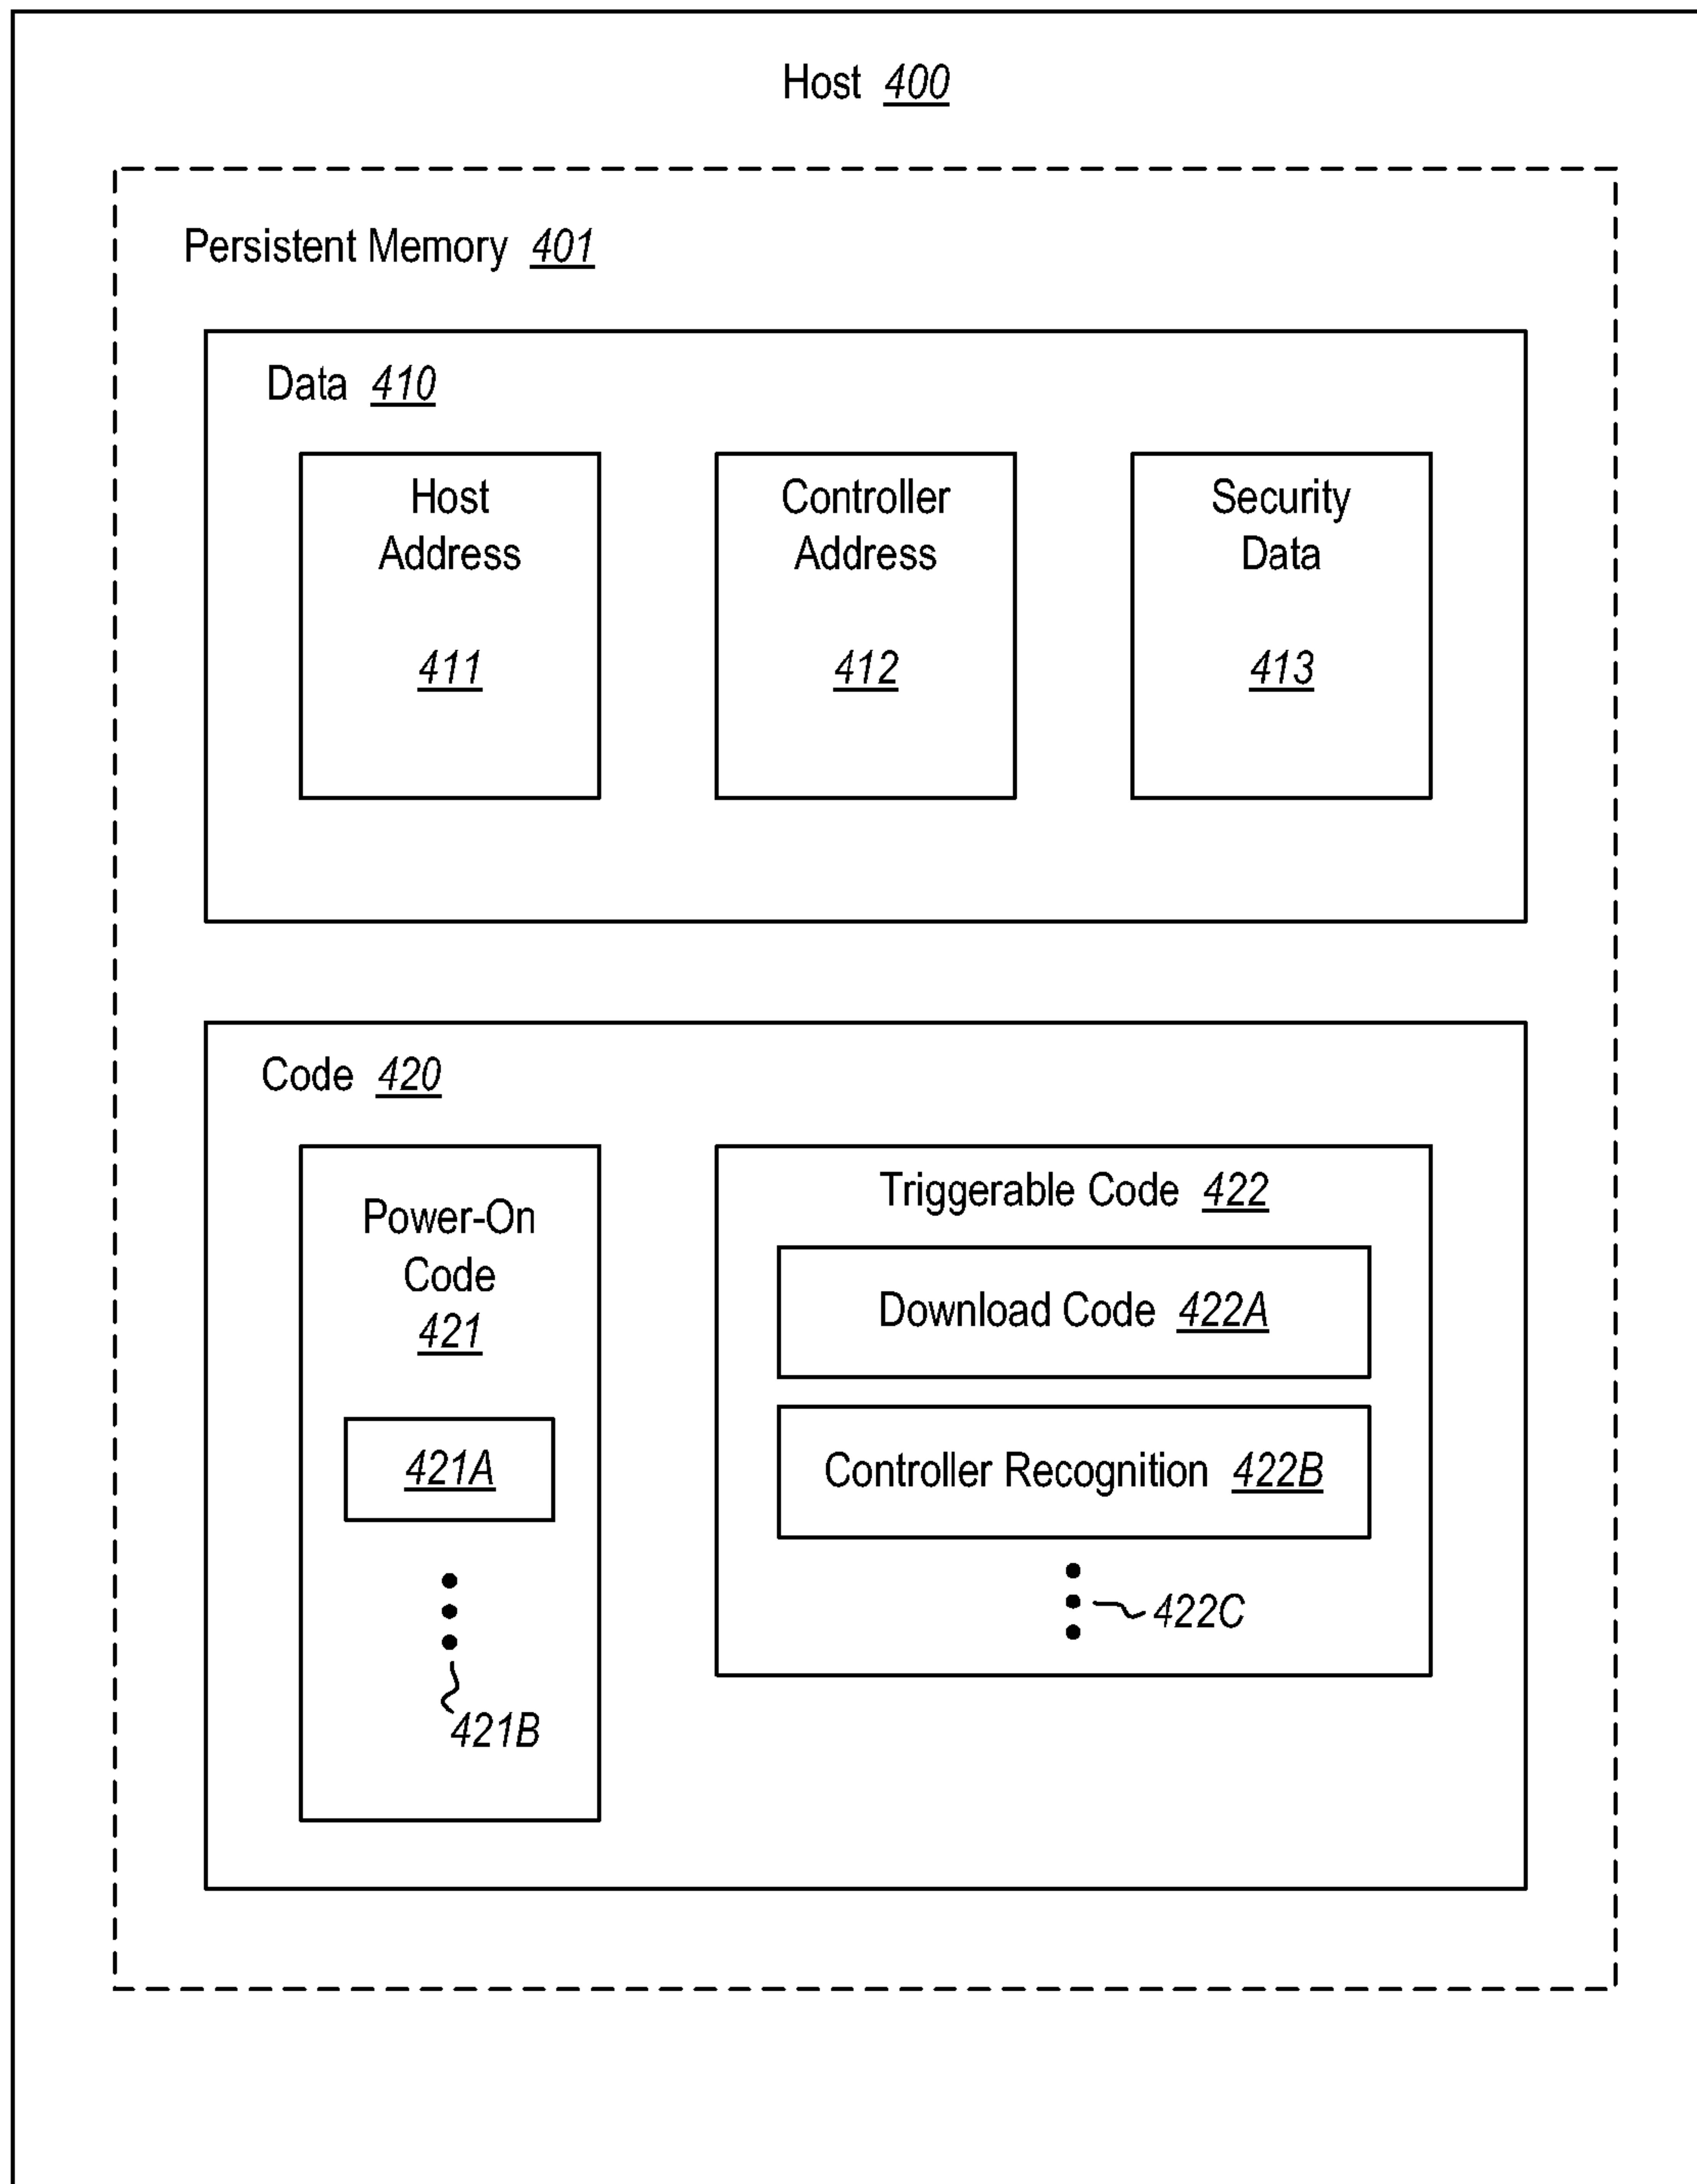 Host 400
Persistent Memory 401
Data 410
Host
Address
411
Controller
Address
412
Security
Data
413
Code 420
Power-On
Code
421
421A
421B
Triggerable Code 422
Download Code 422A
Controller Recognition 422B
422C